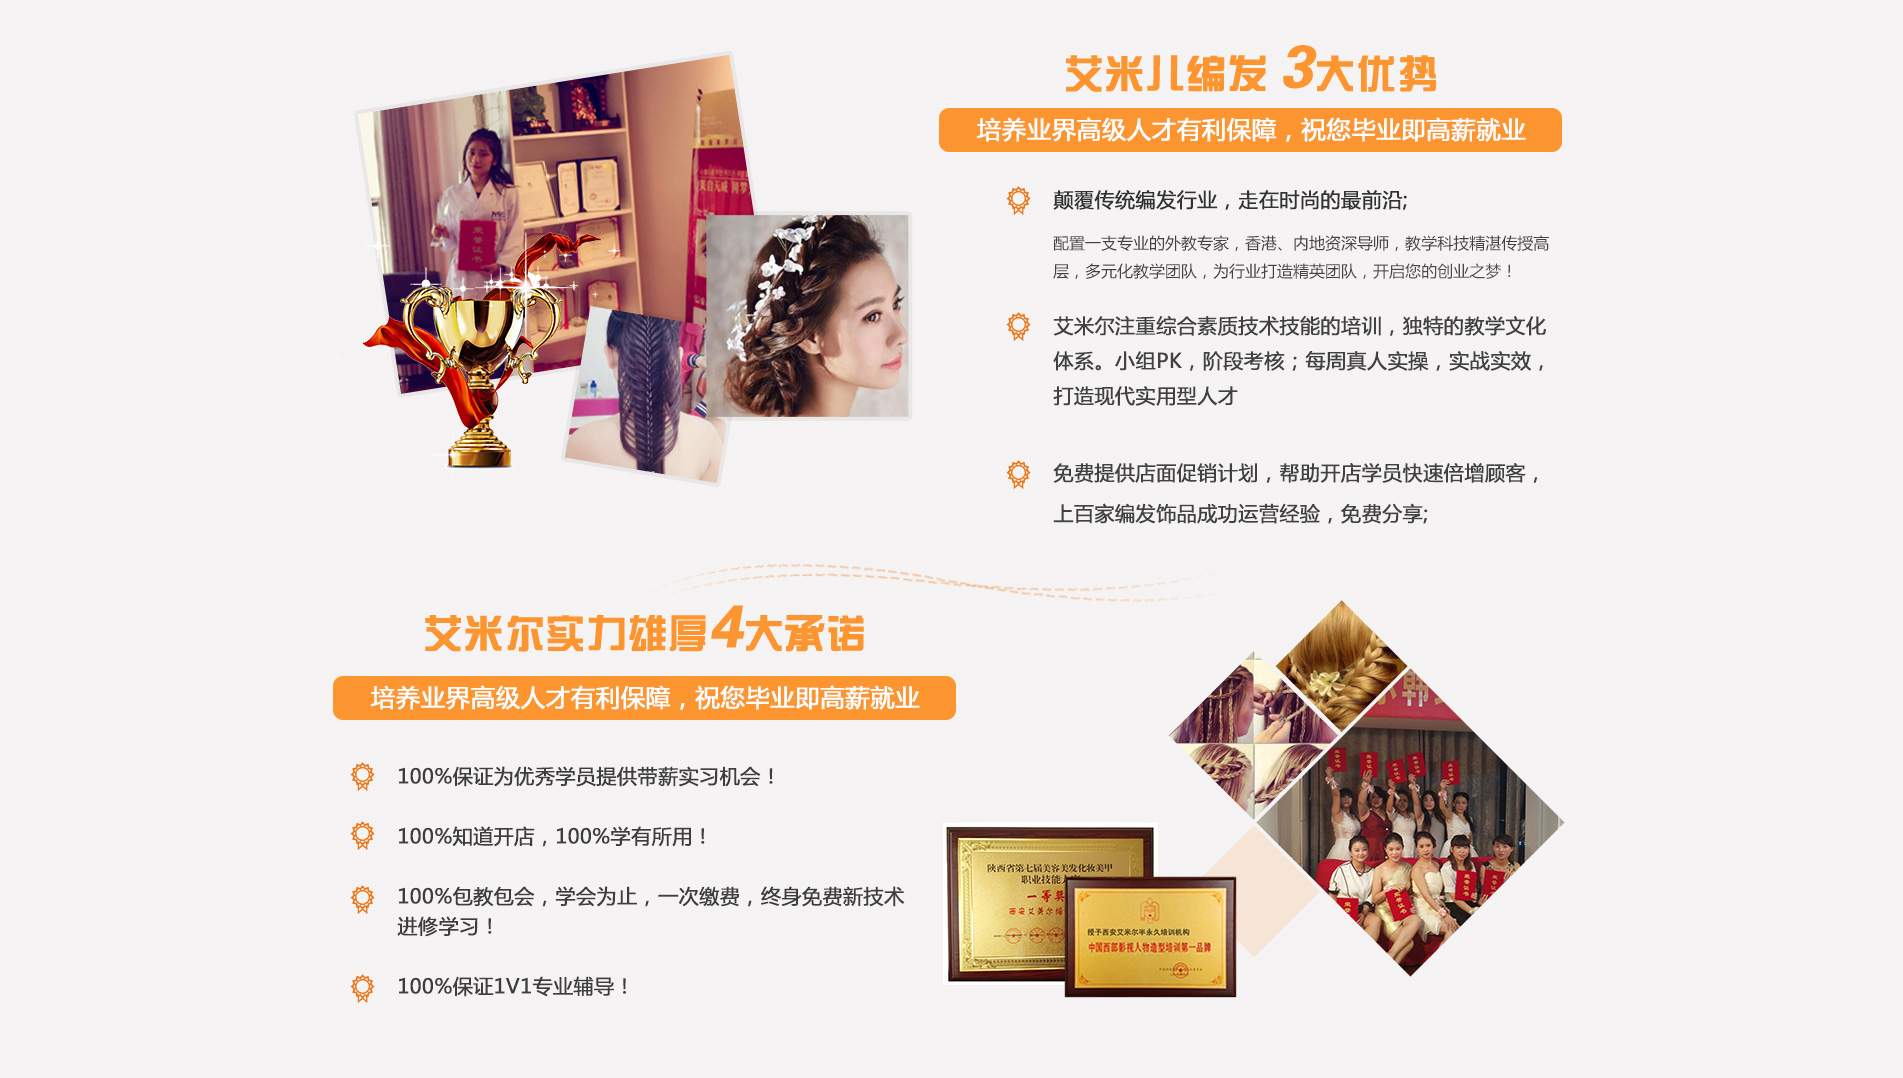 艾米儿编发 3大优势
培养业界高级人才有利保障，祝您毕业即高薪就业
颠覆传统编发行业，走在时尚的最前沿;
配置一支专业的外教专家，香港、内地资深导师，教学科技精湛传授高
层，多元化教学团队，为行业打造精英团队，开启您的创业之梦！
艾米尔注重综合素质技术技能的培训，独特的教学文化
体系。小组PK，阶段考核；每周真人实操，实战实效，
打造现代实用型人才
免费提供店面促销计划，帮助开店学员快速倍增顾客，
上百家编发饰品成功运营经验，免费分享;
荣誉证书
艾米尔实力雄厚4大承诺
培养业界高级人才有利保障，祝您毕业即高薪就业
100%保证为优秀学员提供带薪实习机会！
100%知道开店，100%学有所用！
100%包教包会，学会为止，一次缴费，终身免费新技术
进修学习！
100%保证1V1专业辅导！
陕西省第七届美容美发化妆美甲
职业技能大
一等奖
授予西安艾米尔半永久培训机构
中国西部影视人物造型培训第一品牌